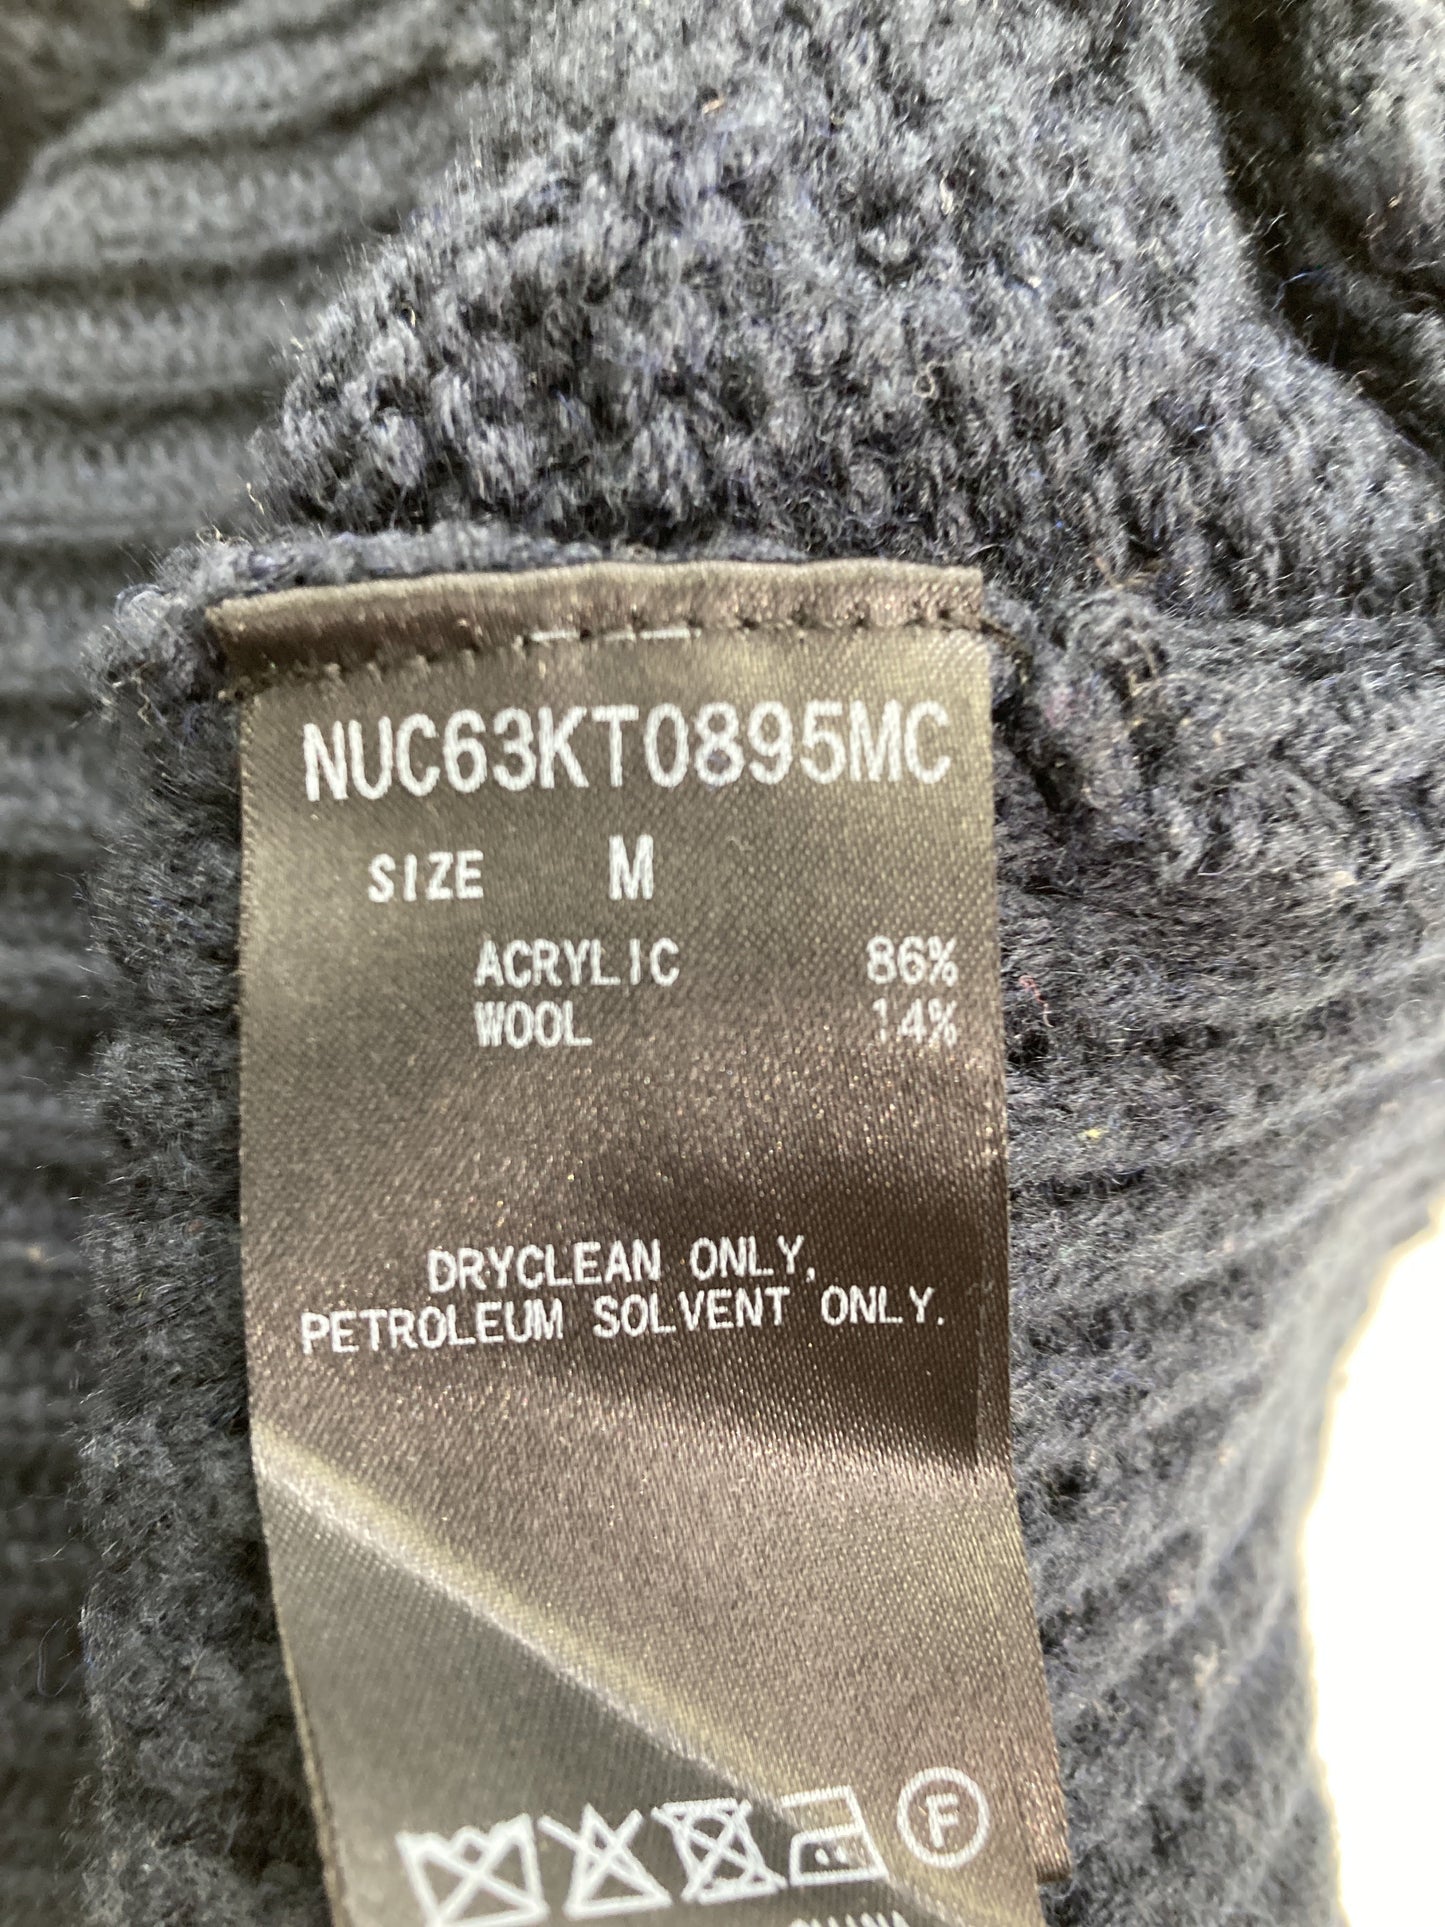 NUC63KT0895MC
SIZE M
ACRYLIC 86%
WOOL 14%
DRYCLEAN ONLY,
PETROLEUM SOLVENT ONLY.
F